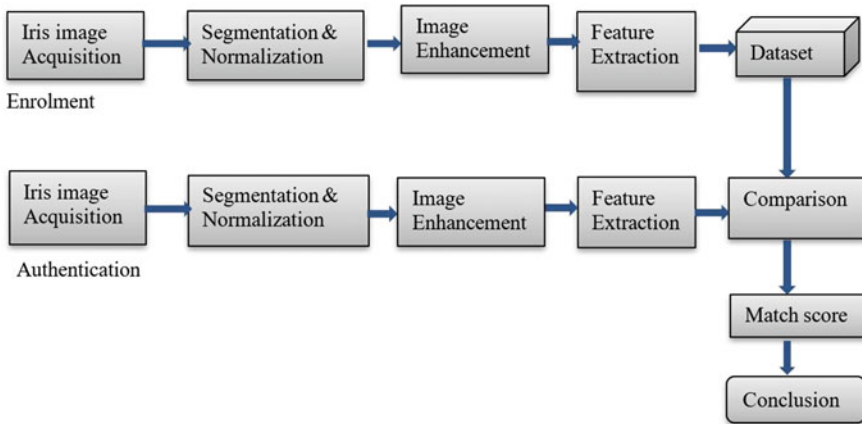 Iris image
Acquisition
Segmentation &
Normalization
Image
Enhancement
Feature
Extraction
Dataset
Enrolment
Iris image
Acquisition
Segmentation &
Normalization
Image
Enhancement
Feature
Extraction
Comparison
Authentication
Match score
Conclusion